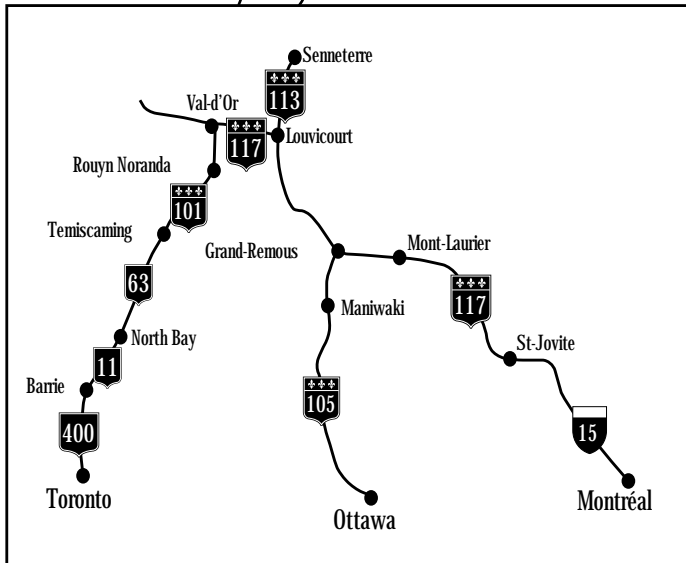 Senneterre
113
Val-d'Or
117
Louvicourt
Rouyn Noranda
101
Temiscaming
Grand-Remous
Mont-Laurier
63
117
Maniwaki
North Bay
St-Jovite
11
Barrie
105
400
15
Toronto
Montréal
Ottawa